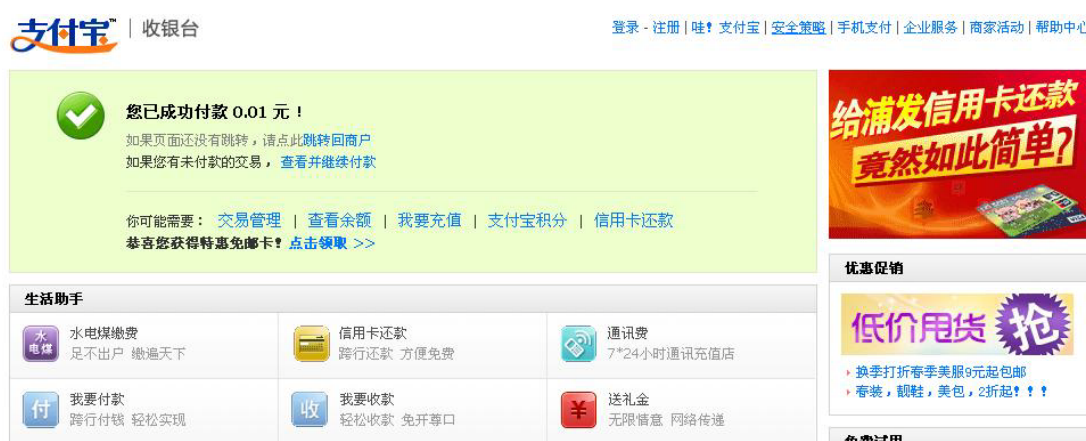 支付宝™ | 收银台
登录 - 注册 | 哇! 支付宝 | 安全策略 | 手机支付 | 企业服务 | 商家活动 | 帮助中心
您已成功付款 0.01 元！
如果页面还没有跳转，请点此跳转回商户
如果您有未付款的交易，查看并继续付款
你可能需要： 交易管理 | 查看余额 | 我要充值 | 支付宝积分 | 信用卡还款
恭喜您获得特惠免邮卡! 点击领取 >>
给浦发信用卡还款
竟然如此简单?
生活助手
水电煤
水电煤缴费
足不出户 缴遍天下
信用卡还款
跨行还款 方便免费
通讯费
7*24小时通讯充值店
付
我要付款
跨行付钱 轻松实现
收
我要收款
轻松收款 免开尊口
¥
送礼金
无限情意 网络传递
优惠促销
低价甩货 抢
换季打折春季美服9元起包邮
春装，靓鞋，美包，2折起! ! !
免费试用